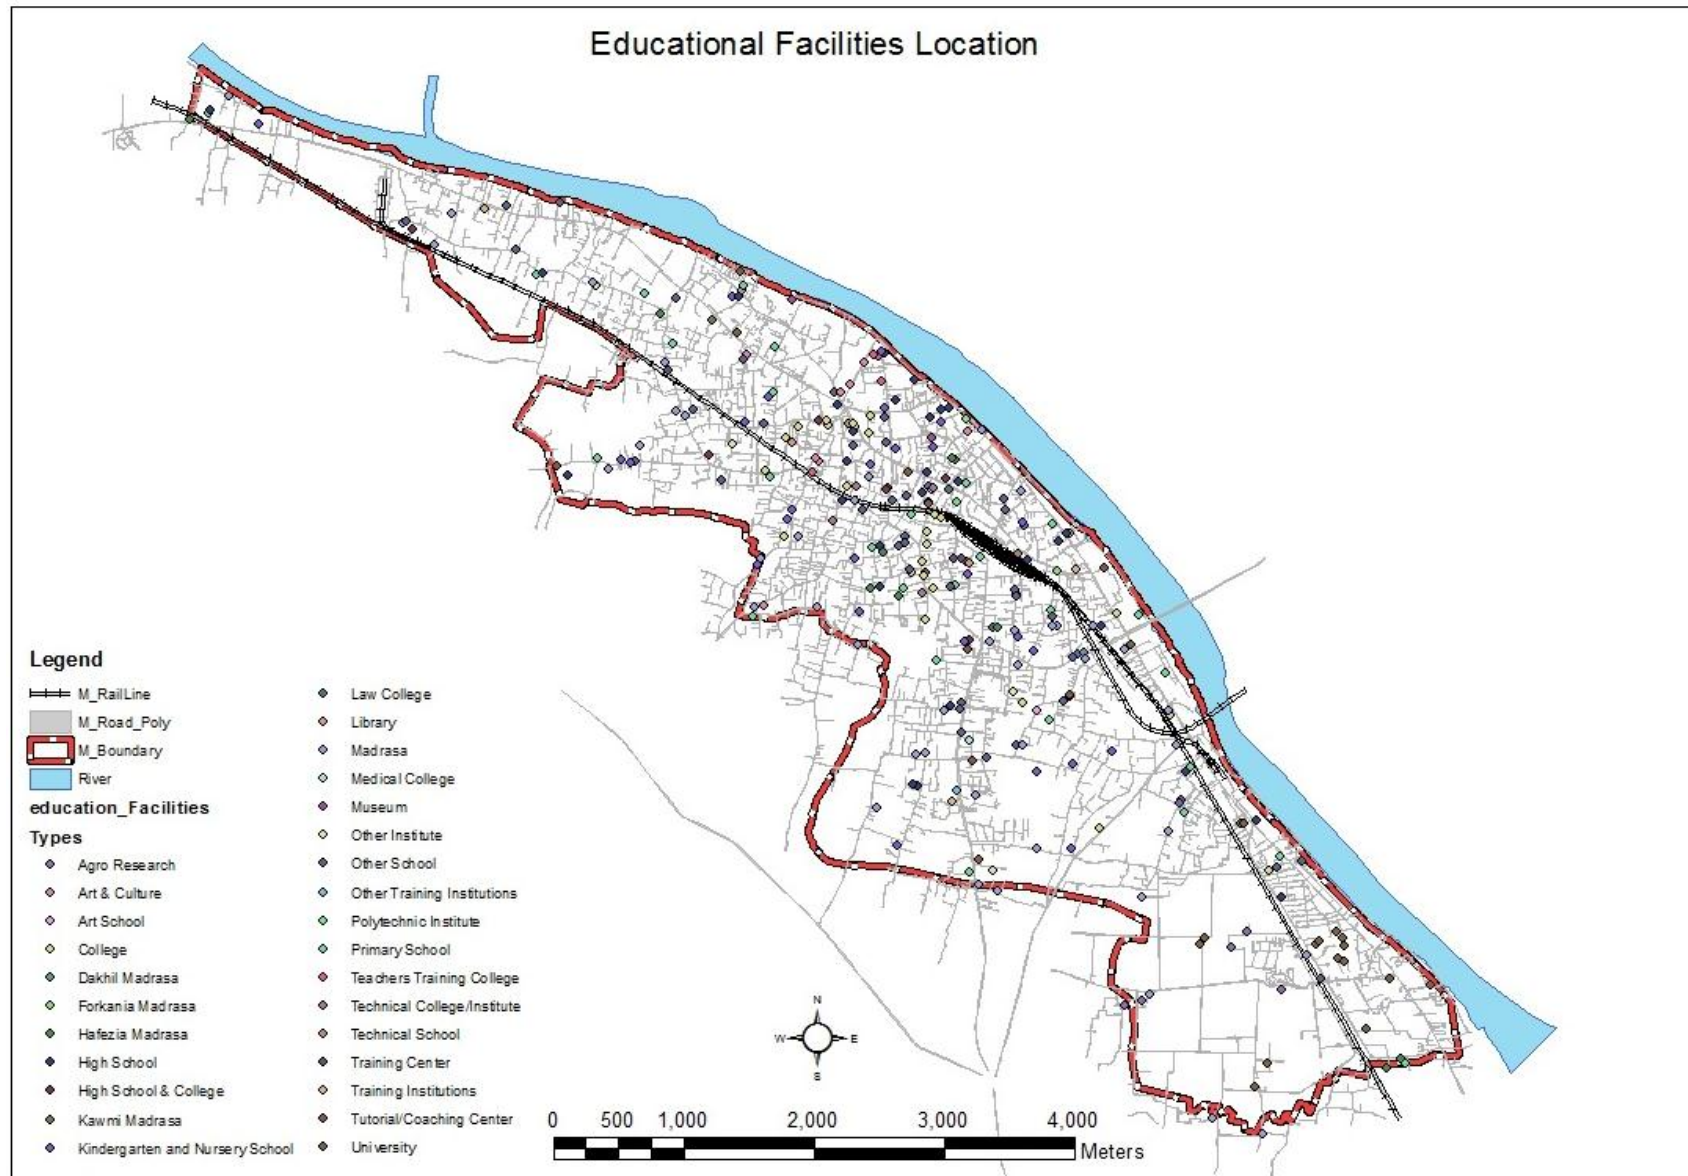 Educational Facilities Location
Legend
M_RailLine
M_Road_Poly
M_Boundary
River
education_Facilities
Types
Agro Research
Art & Culture
Art School
College
Dakhil Madrasa
Forkania Madrasa
Hafezia Madrasa
High School
High School & College
Kawmi Madrasa
Kindergarten and Nursery School
Law College
Library
Madrasa
Medical College
Museum
Other Institute
Other School
Other Training Institutions
Polytechnic Institute
Primary School
Teachers Training College
Technical College/Institute
Technical School
Training Center
Training Institutions
Tutorial/Coaching Center
University
N
W E
S
0 500 1,000 2,000 3,000 4,000
Meters